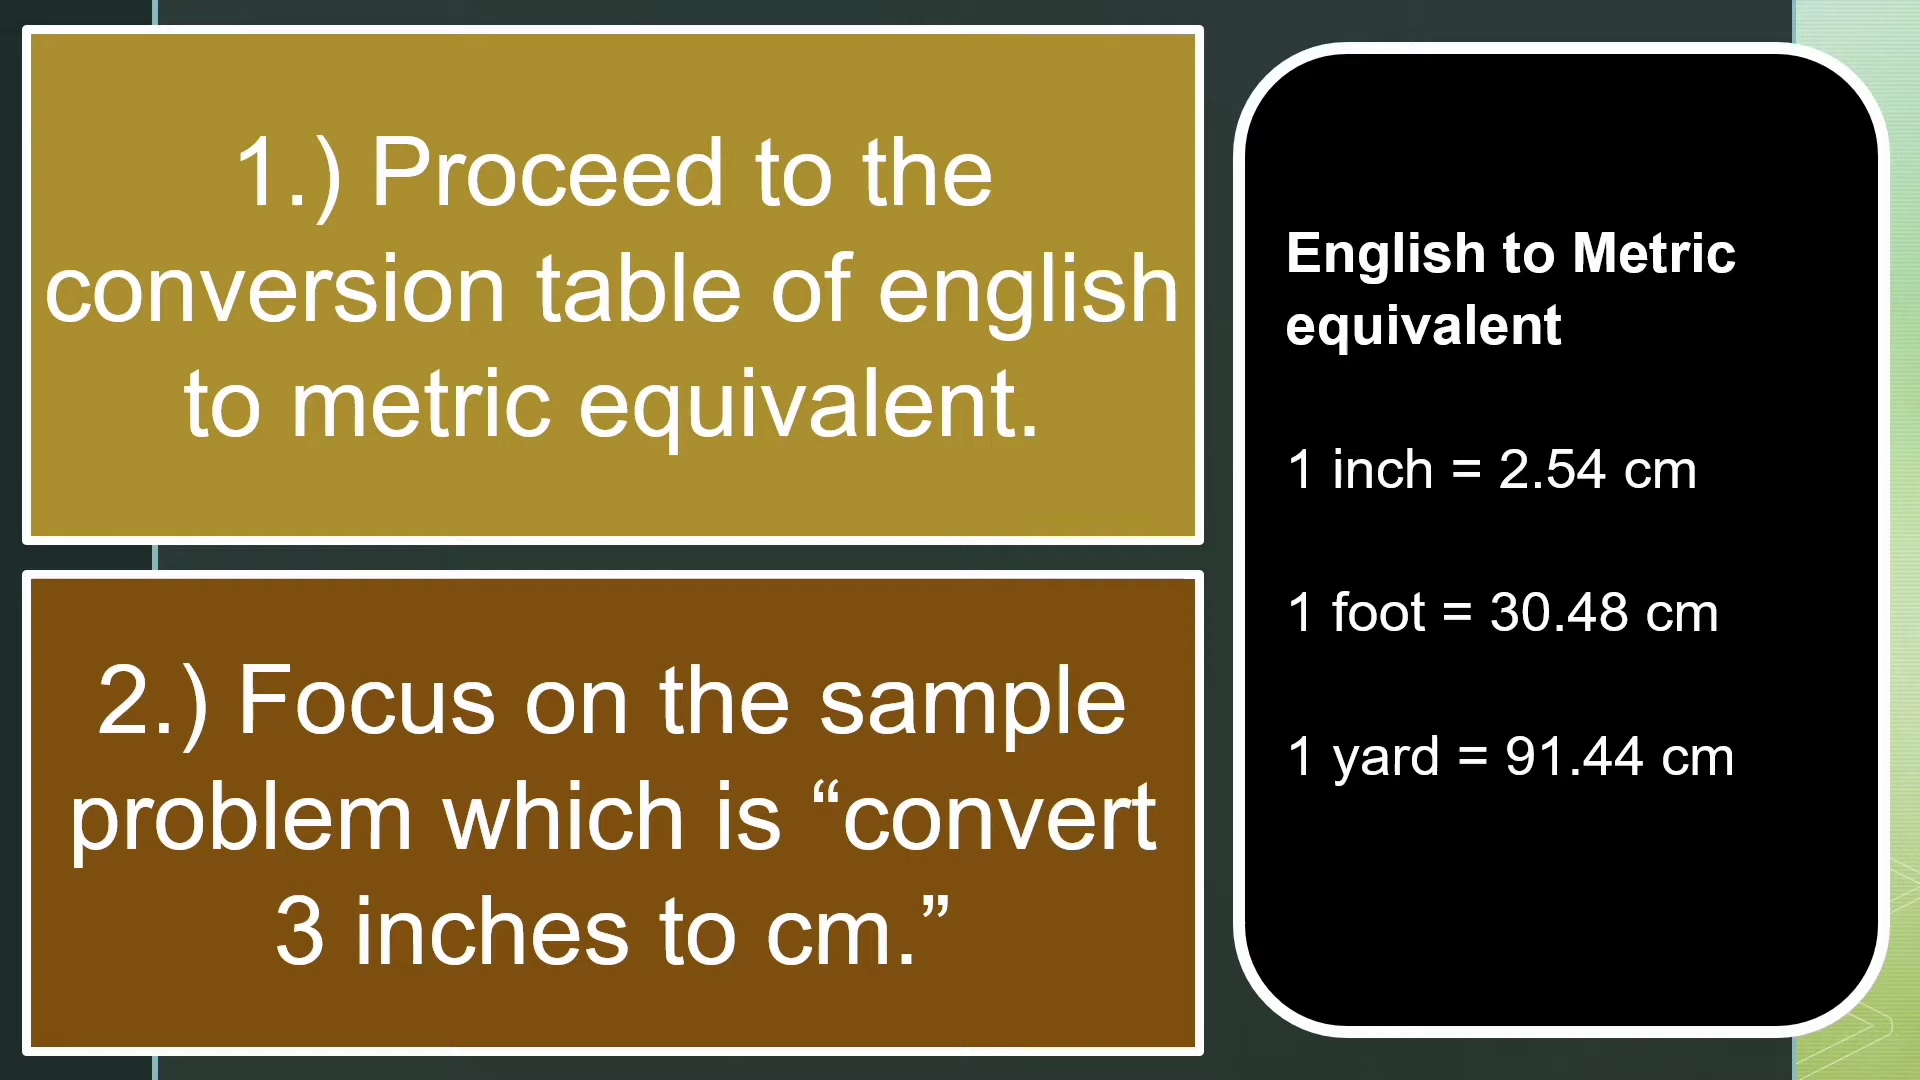 1.) Proceed to the
conversion table of english
to metric equivalent.
2.) Focus on the sample
problem which is “convert
3 inches to cm.”
English to Metric
equivalent
1 inch = 2.54 cm
1 foot = 30.48 cm
1 yard = 91.44 cm